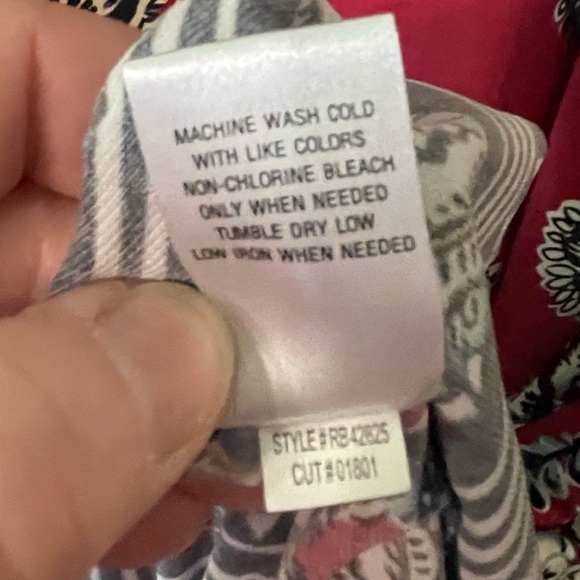 MACHINE WASH COLD
WITH LIKE COLORS
NON-CHLORINE BLEACH
ONLY WHEN NEEDED
TUMBLE DRY LOW
LOW IRON WHEN NEEDED
STYLE#RB42625
CUT#01801